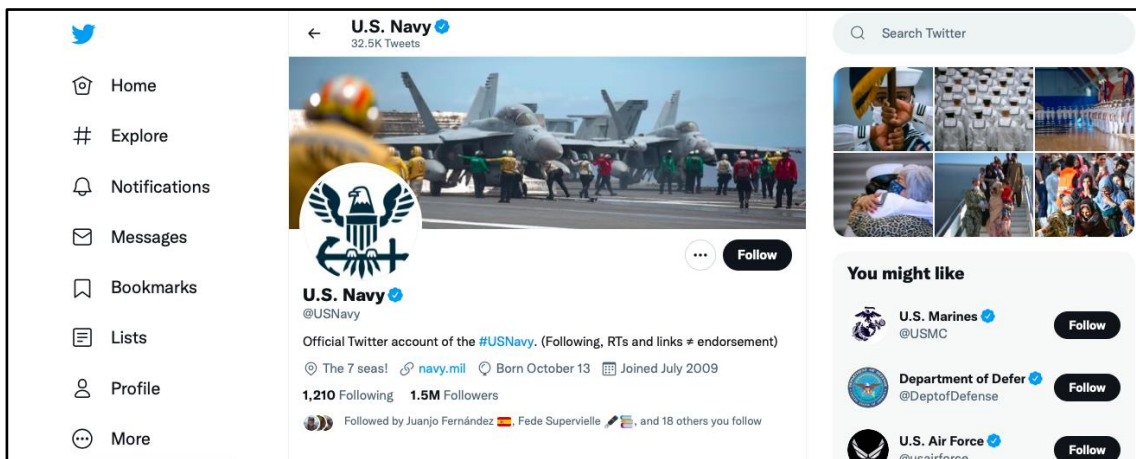 Home
Explore
Notifications
Messages
Bookmarks
Lists
Profile
More
U.S. Navy
32.5K Tweets
Follow
U.S. Navy
@USNavy
Official Twitter account of the #USNavy. (Following, RTs and links ≠ endorsement)
The 7 seas! navy.mil Born October 13 Joined July 2009
1,210 Following 1.5M Followers
Followed by Juanjo Fernández 🇪🇸, Fede Supervielle 🖋📚, and 18 others you follow
Search Twitter
You might like
U.S. Marines
@USMC
Follow
Department of Defer
@DeptofDefense
Follow
U.S. Air Force
@usairforce
Follow